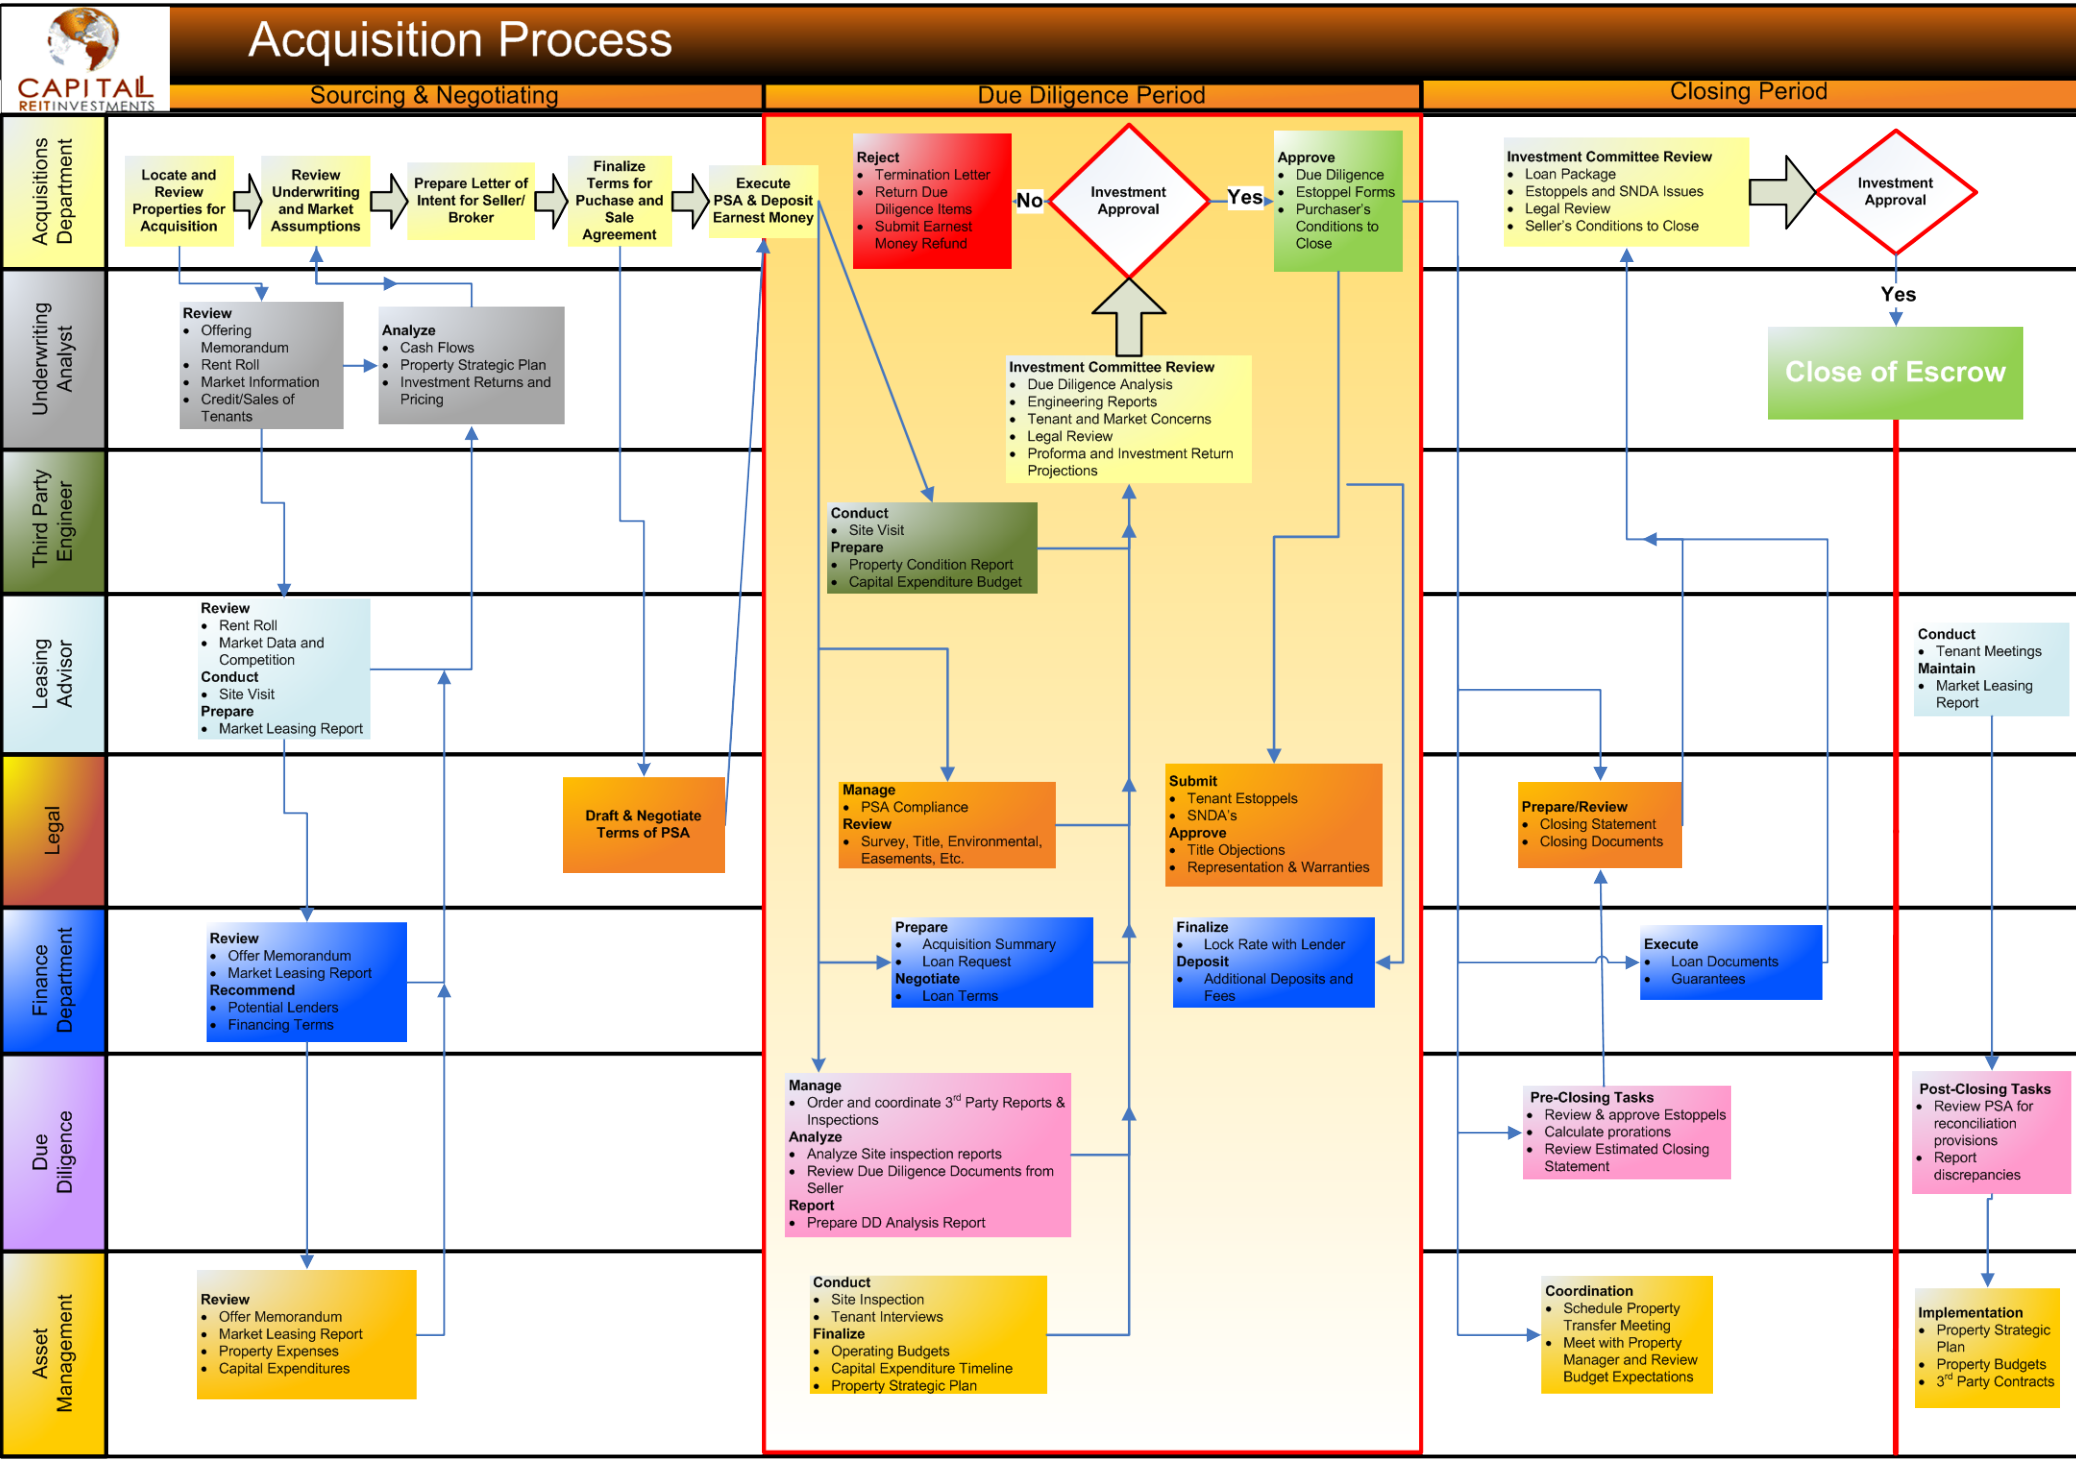 Acquisition Process
CAPITALL
REITINVESTMENTS
Sourcing & Negotiating
Due Diligence Period
Closing Period
Acquisitions
Department
Locate and
Review
Properties for
Acquisition
Review
Underwriting
and Market
Assumptions
Prepare Letter of
Intent for Seller/
Broker
Finalize
Terms for
Puchase and
Sale
Agreement
Execute
PSA & Deposit
Earnest Money
Reject
• Termination Letter
• Return Due
Diligence Items
• Submit Earnest
Money Refund
No
Investment
Approval
Yes
Approve
• Due Diligence
• Estoppel Forms
• Purchaser's
Conditions to
Close
Investment Committee Review
• Loan Package
• Estoppels and SNDA Issues
• Legal Review
• Seller's Conditions to Close
Investment
Approval
Yes
Underwriting
Analyst
Review
• Offering
Memorandum
• Rent Roll
• Market Information
• Credit/Sales of
Tenants
Analyze
• Cash Flows
• Property Strategic Plan
• Investment Returns and
Pricing
Investment Committee Review
• Due Diligence Analysis
• Engineering Reports
• Tenant and Market Concerns
• Legal Review
• Proforma and Investment Return
Projections
Close of Escrow
Third Party
Engineer
Conduct
• Site Visit
Prepare
• Property Condition Report
• Capital Expenditure Budget
Leasing
Advisor
Review
• Rent Roll
• Market Data and
Competition
Conduct
• Site Visit
Prepare
• Market Leasing Report
Conduct
• Tenant Meetings
Maintain
• Market Leasing
Report
Legal
Draft & Negotiate
Terms of PSA
Manage
• PSA Compliance
Review
• Survey, Title, Environmental,
Easements, Etc.
Submit
• Tenant Estoppels
• SNDA's
Approve
• Title Objections
• Representation & Warranties
Prepare/Review
• Closing Statement
• Closing Documents
Finance
Department
Review
• Offer Memorandum
• Market Leasing Report
Recommend
• Potential Lenders
• Financing Terms
Prepare
• Acquisition Summary
• Loan Request
Negotiate
• Loan Terms
Finalize
• Lock Rate with Lender
Deposit
• Additional Deposits and
Fees
Execute
• Loan Documents
• Guarantees
Due
Diligence
Manage
• Order and coordinate 3rd Party Reports &
Inspections
Analyze
• Analyze Site inspection reports
• Review Due Diligence Documents from
Seller
Report
• Prepare DD Analysis Report
Pre-Closing Tasks
• Review & approve Estoppels
• Calculate prorations
• Review Estimated Closing
Statement
Post-Closing Tasks
• Review PSA for
reconciliation
provisions
• Report
discrepancies
Asset
Management
Review
• Offer Memorandum
• Market Leasing Report
• Property Expenses
• Capital Expenditures
Conduct
• Site Inspection
• Tenant Interviews
Finalize
• Operating Budgets
• Capital Expenditure Timeline
• Property Strategic Plan
Coordination
• Schedule Property
Transfer Meeting
• Meet with Property
Manager and Review
Budget Expectations
Implementation
• Property Strategic
Plan
• Property Budgets
• 3rd Party Contracts